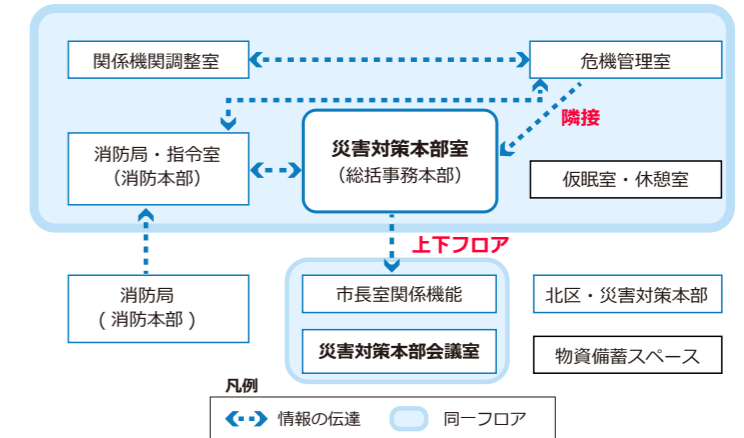 関係機関調整室
危機管理室
隣接
消防局・指令室
（消防本部）
災害対策本部室
（総括事務本部）
仮眠室・休憩室
上下フロア
消防局
( 消防本部 )
市長室関係機能
北区・災害対策本部
災害対策本部会議室
物資備蓄スペース
凡例
情報の伝達
同一フロア